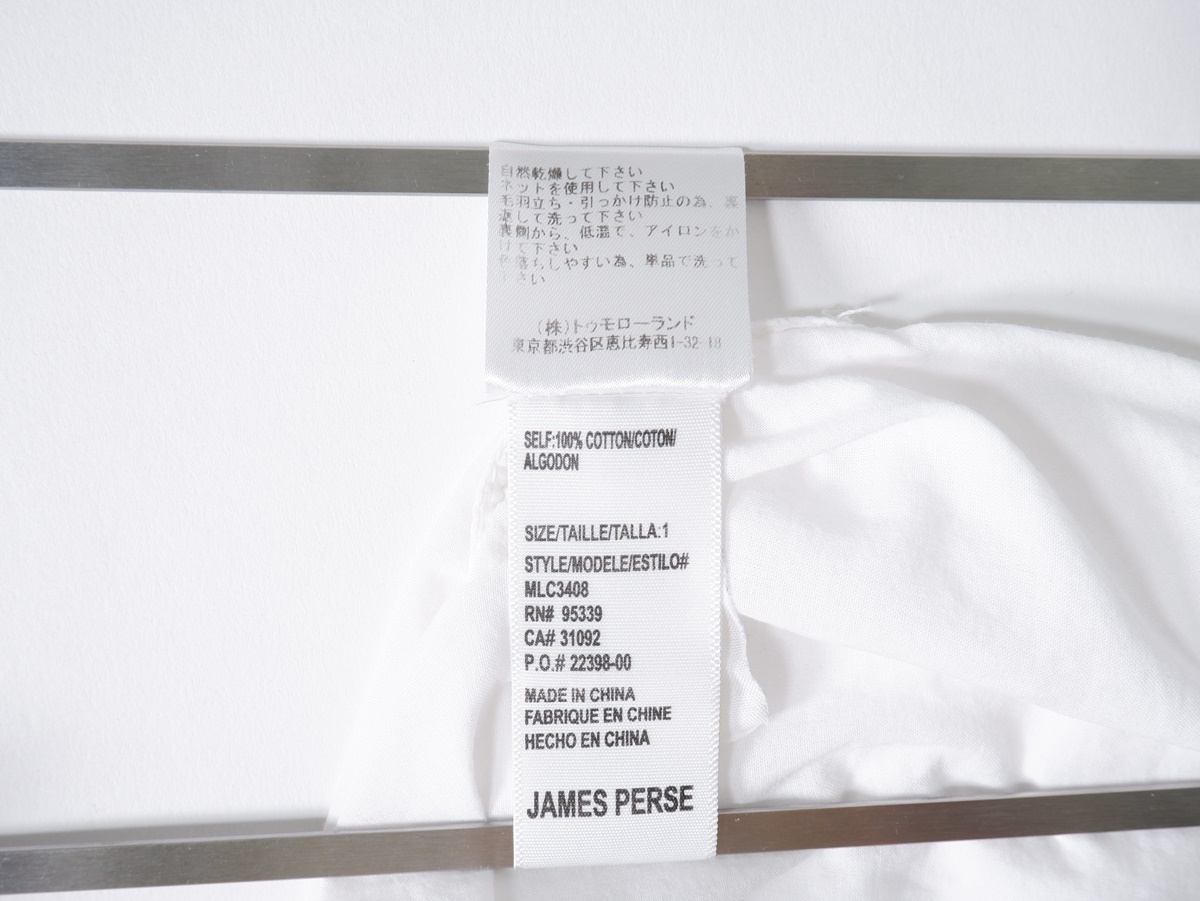 自然乾燥して下さい
ネットを使用して下さい
毛羽立ち・引っかけ防止の為、裏
返して洗って下さい
裏側から、低温で、アイロンをか
けて下さい
色落ちしやすい為、単品で洗って
下さい
(株)トゥモローランド
東京都渋谷区恵比寿西1-32-18
SELF:100% COTTON/COTON/
ALGODON
SIZE/TAILLE/TALLA:1
STYLE/MODELE/ESTILO#
MLC3408
RN# 95339
CA# 31092
P.O.# 22398-00
MADE IN CHINA
FABRIQUE EN CHINE
HECHO EN CHINA
JAMES PERSE